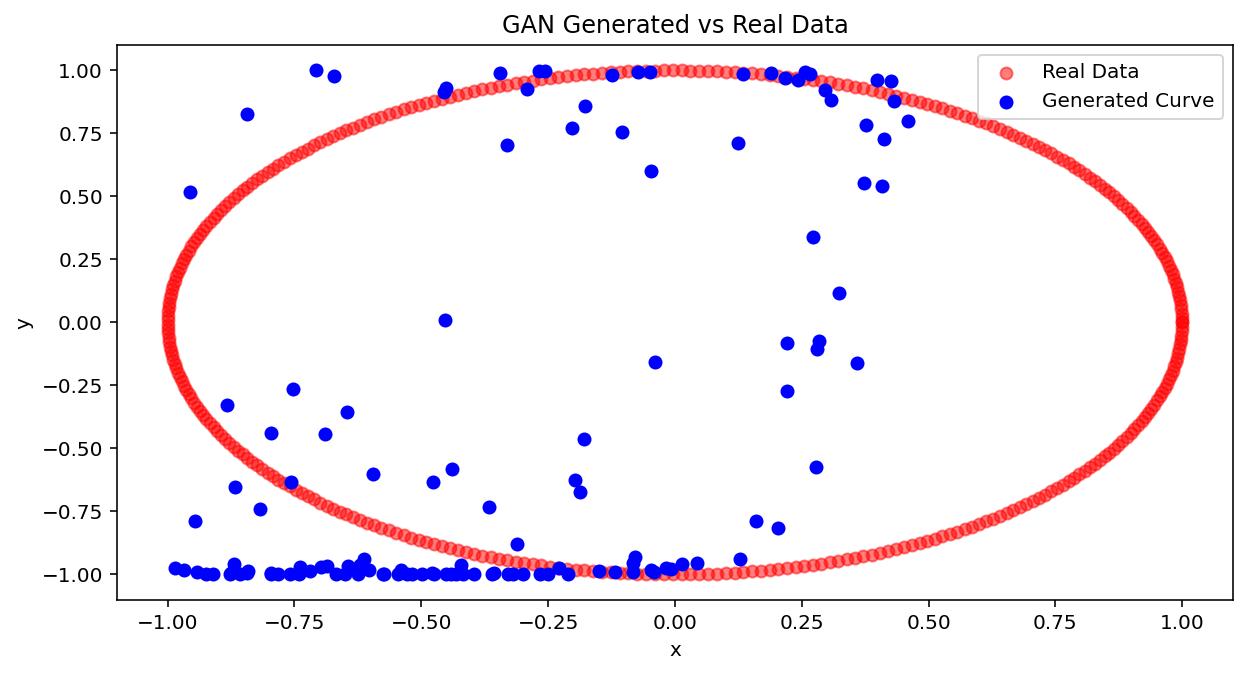 GAN Generated vs Real Data
Real Data
Generated Curve
1.00
0.75
0.50
0.25
0.00
−0.25
−0.50
−0.75
−1.00
y
−1.00 −0.75 −0.50 −0.25 0.00 0.25 0.50 0.75 1.00
x